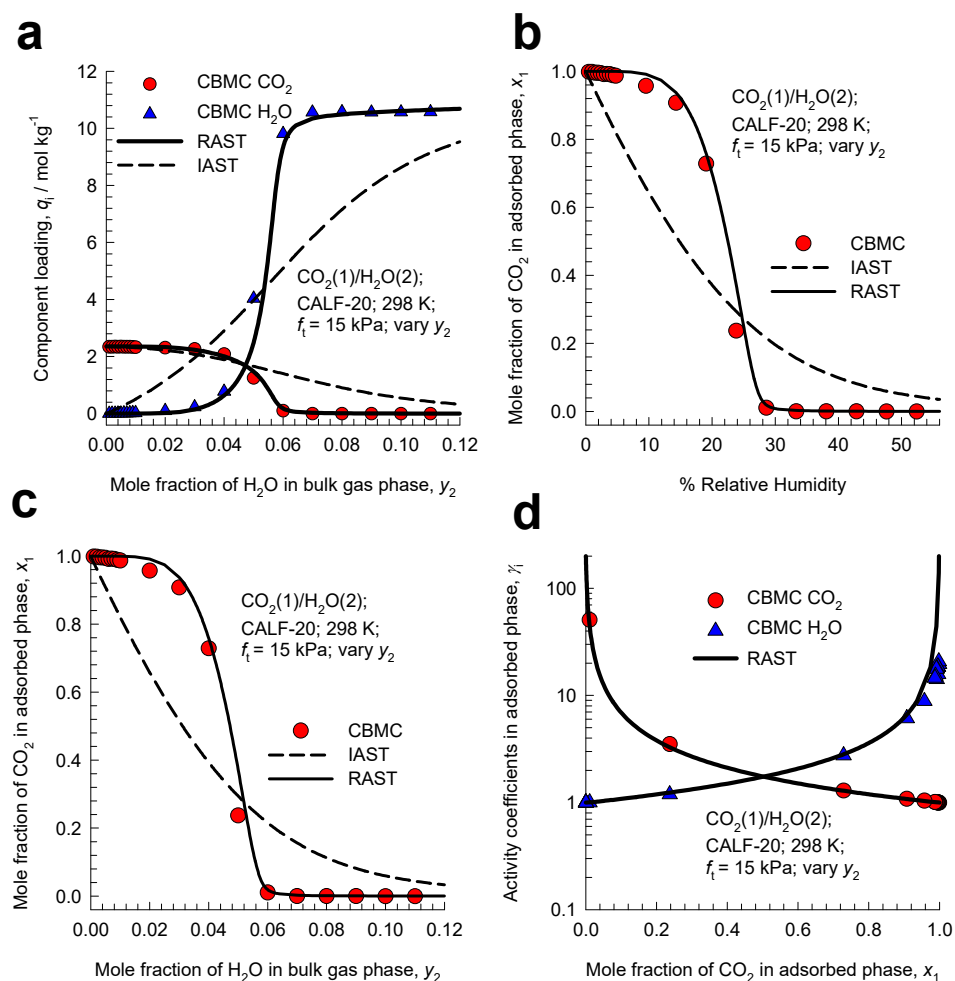 a
12
10
8
6
4
2
0
Component loading, qᵢ / mol kg⁻¹
CBMC CO₂
CBMC H₂O
RAST
IAST
CO₂(1)/H₂O(2);
CALF-20; 298 K;
fₜ = 15 kPa; vary y₂
0.00 0.02 0.04 0.06 0.08 0.10 0.12
Mole fraction of H₂O in bulk gas phase, y₂
b
1.0
0.8
0.6
0.4
0.2
0.0
Mole fraction of CO₂ in adsorbed phase, x₁
CO₂(1)/H₂O(2);
CALF-20; 298 K;
fₜ = 15 kPa; vary y₂
CBMC
IAST
RAST
0 10 20 30 40 50
% Relative Humidity
c
1.0
0.8
0.6
0.4
0.2
0.0
Mole fraction of CO₂ in adsorbed phase, x₁
CO₂(1)/H₂O(2);
CALF-20; 298 K;
fₜ = 15 kPa; vary y₂
CBMC
IAST
RAST
0.00 0.02 0.04 0.06 0.08 0.10 0.12
Mole fraction of H₂O in bulk gas phase, y₂
d
100
10
1
0.1
Activity coefficients in adsorbed phase, γᵢ
CBMC CO₂
CBMC H₂O
RAST
CO₂(1)/H₂O(2);
CALF-20; 298 K;
fₜ = 15 kPa; vary y₂
0.0 0.2 0.4 0.6 0.8 1.0
Mole fraction of CO₂ in adsorbed phase, x₁